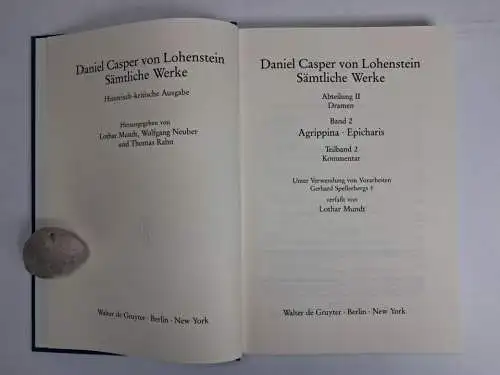 Daniel Casper von Lohenstein
Sämtliche Werke
Historisch-kritische Ausgabe
Herausgegeben von
Lothar Mundt, Wolfgang Neuber
und Thomas Rahn
Walter de Gruyter · Berlin · New York
Daniel Casper von Lohenstein
Sämtliche Werke
Abteilung II
Dramen
Band 2
Agrippina · Epicharis
Teilband 2
Kommentar
Unter Verwendung von Vorarbeiten
Gerhard Spellerbergs †
verfaßt von
Lothar Mundt
Walter de Gruyter · Berlin · New York